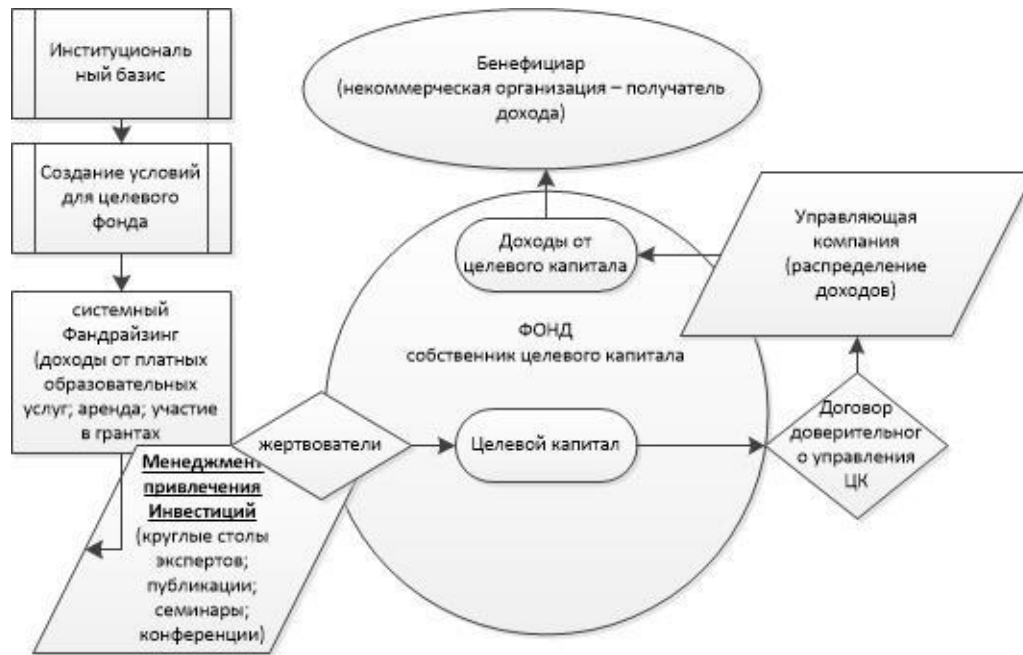 Институциональ
ный базис
Создание условий
для целевого
фонда
системный
Фандрайзинг
(доходы от платных
образовательных
услуг; аренда; участие
в грантах
Менеджмент
привлечения
Инвестиций
(круглые столы
экспертов;
публикации;
семинары;
конференции)
жертвователи
Бенефициар
(некоммерческая организация – получатель
дохода)
Доходы от
целевого капитала
ФОНД
собственник целевого капитала
Целевой капитал
Управляющая
компания
(распределение
доходов)
Договор
доверительног
о управления
ЦК